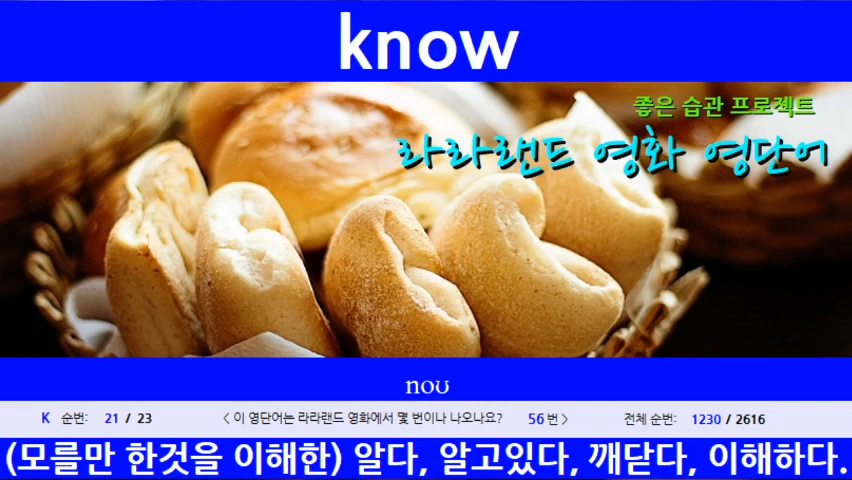 know
좋은 습관 프로젝트
라라랜드 영화 영단어
noʊ
K 순번: 21 / 23 < 이 영단어는 라라랜드 영화에서 몇 번이나 나오나요? 56 번 > 전체 순번: 1230 / 2616
(모를만 한것을 이해한) 알다, 알고있다, 깨닫다, 이해하다.